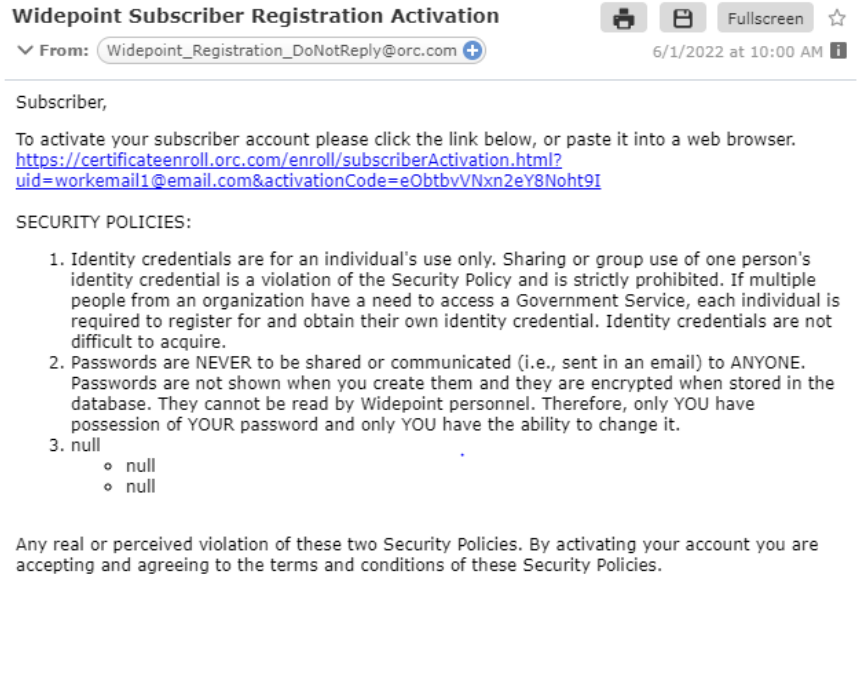 Widepoint Subscriber Registration Activation
Fullscreen
From: Widepoint_Registration_DoNotReply@orc.com
6/1/2022 at 10:00 AM
Subscriber,
To activate your subscriber account please click the link below, or paste it into a web browser.
https://certificateenroll.orc.com/enroll/subscriberActivation.html?
uid=workemail1@email.com&activationCode=eObtbvVNxn2eY8Noht9I
SECURITY POLICIES:
1. Identity credentials are for an individual's use only. Sharing or group use of one person's
identity credential is a violation of the Security Policy and is strictly prohibited. If multiple
people from an organization have a need to access a Government Service, each individual is
required to register for and obtain their own identity credential. Identity credentials are not
difficult to acquire.
2. Passwords are NEVER to be shared or communicated (i.e., sent in an email) to ANYONE.
Passwords are not shown when you create them and they are encrypted when stored in the
database. They cannot be read by Widepoint personnel. Therefore, only YOU have
possession of YOUR password and only YOU have the ability to change it.
3. null
null
null
Any real or perceived violation of these two Security Policies. By activating your account you are
accepting and agreeing to the terms and conditions of these Security Policies.